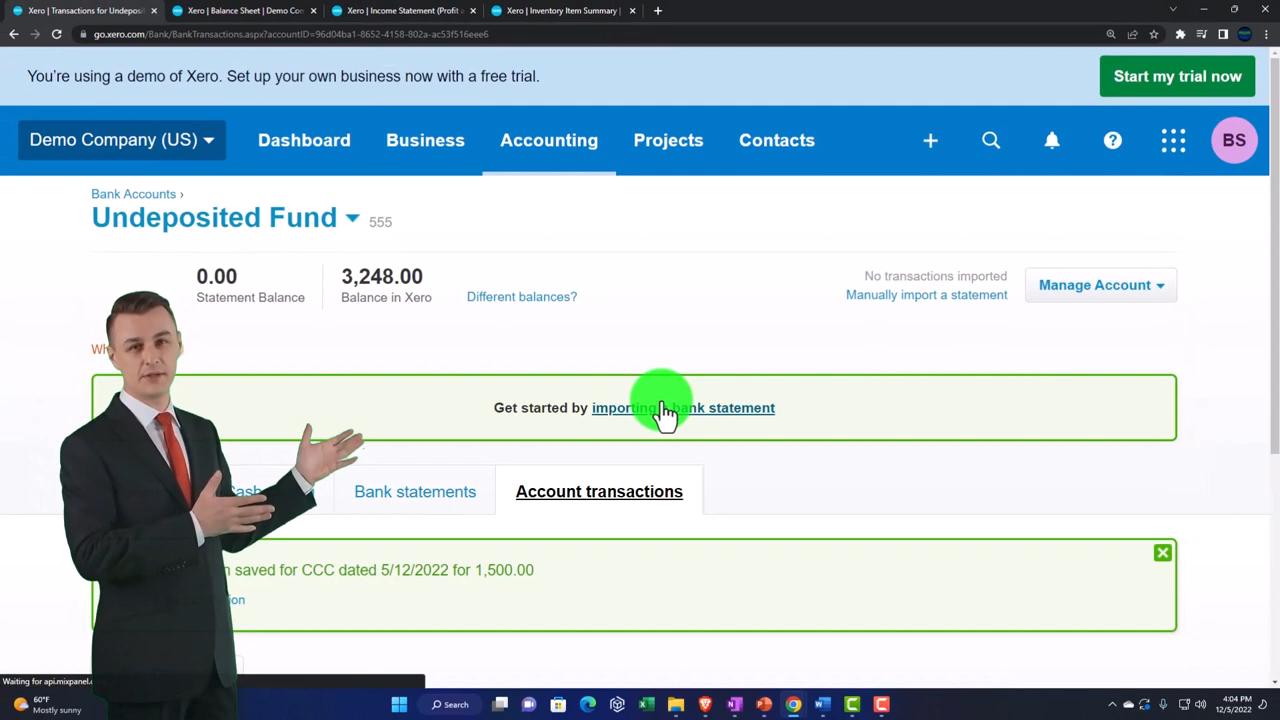 Xero | Transactions for Undeposi
Xero | Balance Sheet | Demo Con
Xero | Income Statement (Profit a
Xero | Inventory Item Summary |
go.xero.com/Bank/BankTransactions.aspx?accountID=96d04ba1-8652-4158-802a-ac53f516eee6
You're using a demo of Xero. Set up your own business now with a free trial.
Start my trial now
Demo Company (US)
Dashboard
Business
Accounting
Projects
Contacts
BS
Bank Accounts ›
Undeposited Fund
555
0.00
Statement Balance
3,248.00
Balance in Xero
Different balances?
No transactions imported
Manually import a statement
Manage Account
Get started by importing bank statement
Bank statements
Account transactions
saved for CCC dated 5/12/2022 for 1,500.00
Waiting for api.mixpanel.
60°F
Mostly sunny
Search
4:04 PM
12/5/2022